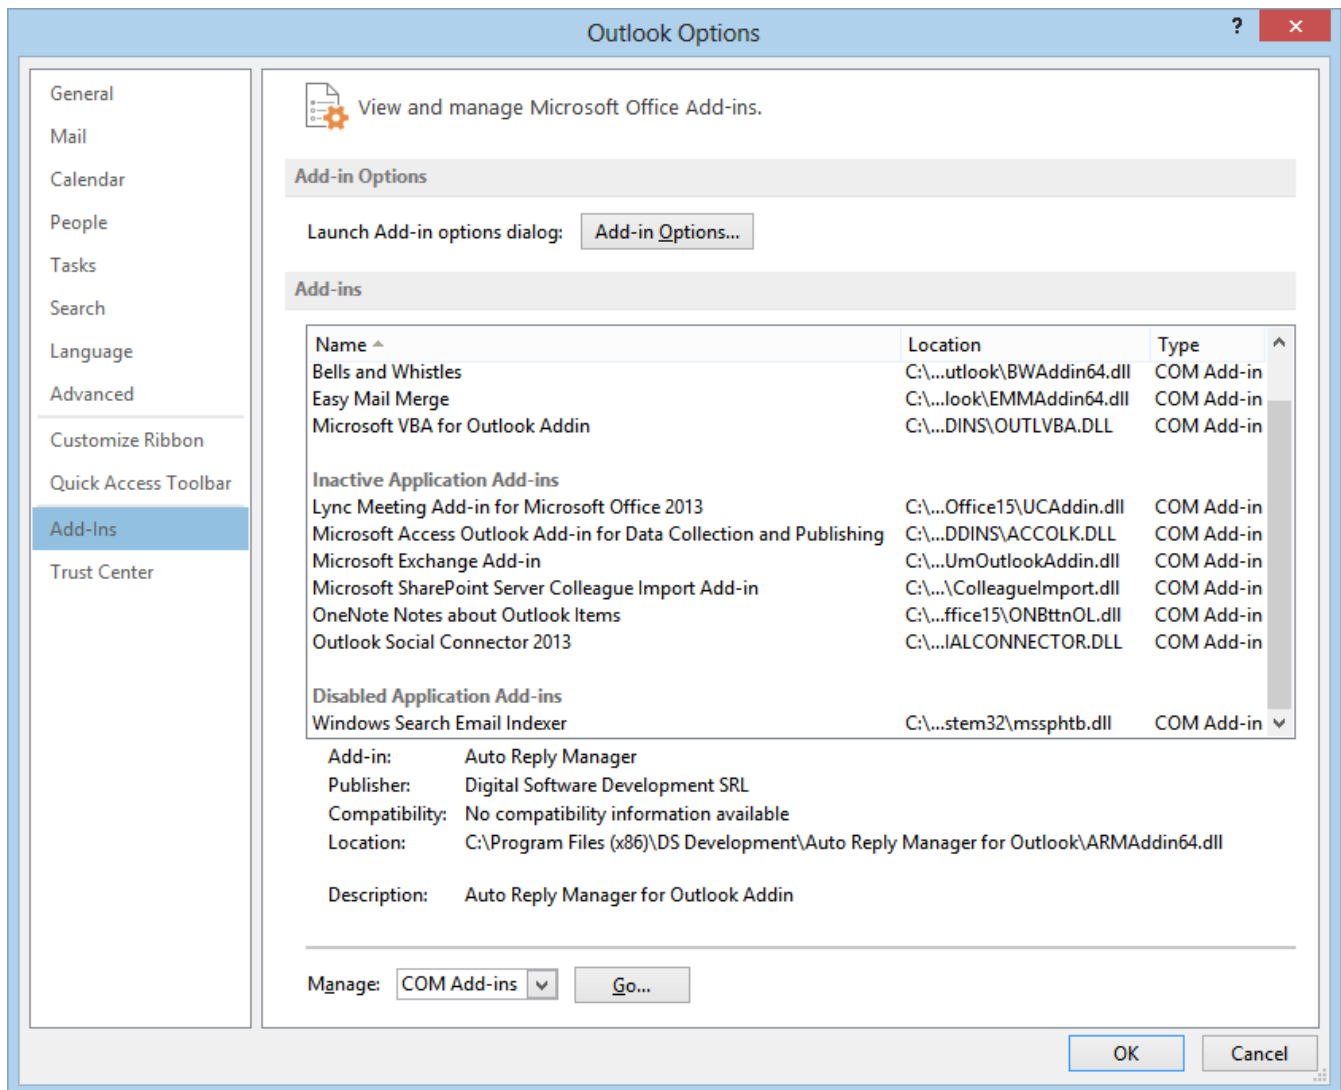 Outlook Options
?
General
Mail
Calendar
People
Tasks
Search
Language
Advanced
Customize Ribbon
Quick Access Toolbar
Add-Ins
Trust Center
View and manage Microsoft Office Add-ins.
Add-in Options
Launch Add-in options dialog: Add-in Options...
Add-ins
Name Location Type
Bells and Whistles C:\...utlook\BWAddin64.dll COM Add-in
Easy Mail Merge C:\...look\EMMAddin64.dll COM Add-in
Microsoft VBA for Outlook Addin C:\...DINS\OUTLVBA.DLL COM Add-in
Inactive Application Add-ins
Lync Meeting Add-in for Microsoft Office 2013 C:\...Office15\UCAddin.dll COM Add-in
Microsoft Access Outlook Add-in for Data Collection and Publishing C:\...DDINS\ACCOLK.DLL COM Add-in
Microsoft Exchange Add-in C:\...UmOutlookAddin.dll COM Add-in
Microsoft SharePoint Server Colleague Import Add-in C:\...\ColleagueImport.dll COM Add-in
OneNote Notes about Outlook Items C:\...ffice15\ONBttnOL.dll COM Add-in
Outlook Social Connector 2013 C:\...IALCONNECTOR.DLL COM Add-in
Disabled Application Add-ins
Windows Search Email Indexer C:\...stem32\mssphtb.dll COM Add-in
Add-in: Auto Reply Manager
Publisher: Digital Software Development SRL
Compatibility: No compatibility information available
Location: C:\Program Files (x86)\DS Development\Auto Reply Manager for Outlook\ARMAddin64.dll
Description: Auto Reply Manager for Outlook Addin
Manage: COM Add-ins Go...
OK Cancel